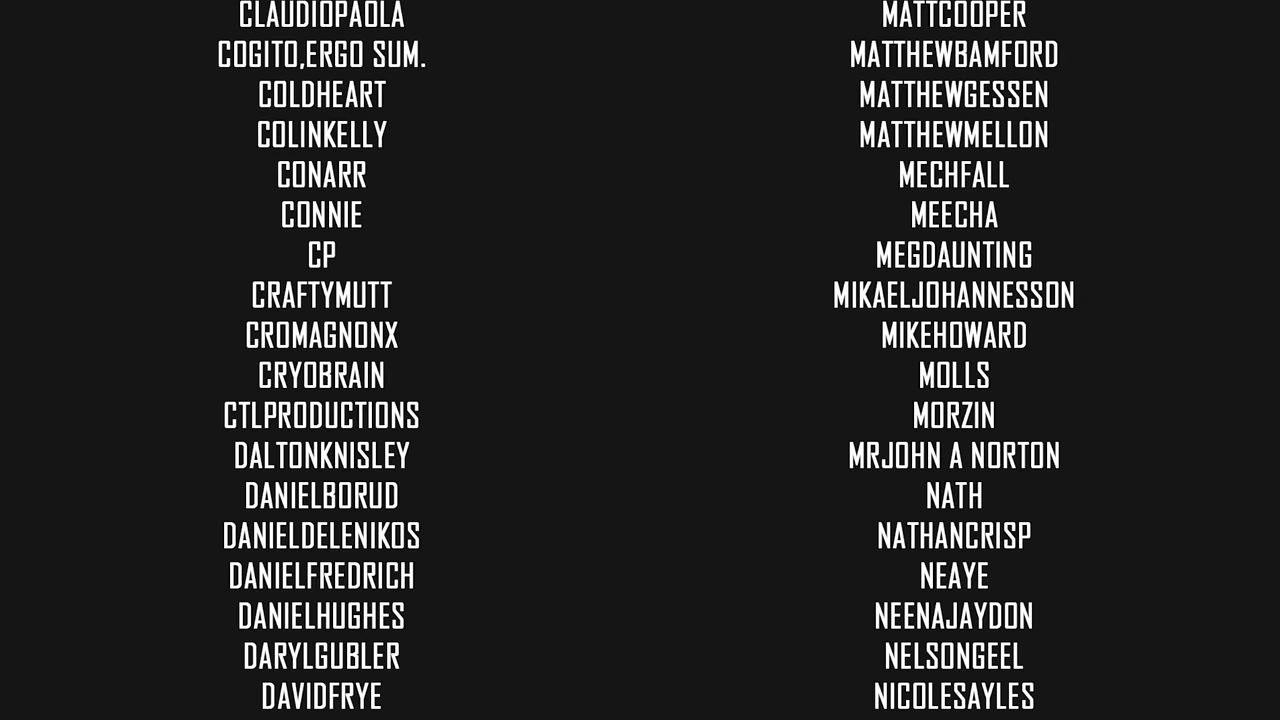 CLAUDIOPAOLA
COGITO,ERGO SUM.
COLDHEART
COLINKELLY
CONARR
CONNIE
CP
CRAFTYMUTT
CROMAGNONX
CRYOBRAIN
CTLPRODUCTIONS
DALTONKNISLEY
DANIELBORUD
DANIELDELENIKOS
DANIELFREDRICH
DANIELHUGHES
DARYLGUBLER
DAVIDFRYE
MATTCOOPER
MATTHEWBAMFORD
MATTHEWGESSEN
MATTHEWMELLON
MECHFALL
MEECHA
MEGDAUNTING
MIKAELJOHANNESSON
MIKEHOWARD
MOLLS
MORZIN
MRJOHN A NORTON
NATH
NATHANCRISP
NEAYE
NEENAJAYDON
NELSONGEEL
NICOLESAYLES